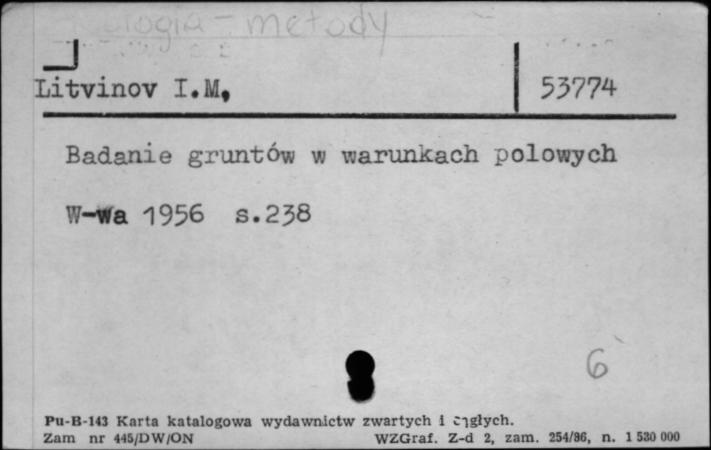 metody
Litvinov I.M, 53774
Badanie gruntów w warunkach polowych
W-wa 1956 s.238
6
Pu-B-143 Karta katalogowa wydawnictw zwartych i ciągłych.
Zam nr 445/DW/ON WZGraf. Z-d 2, zam. 254/86, n. 1 530 000